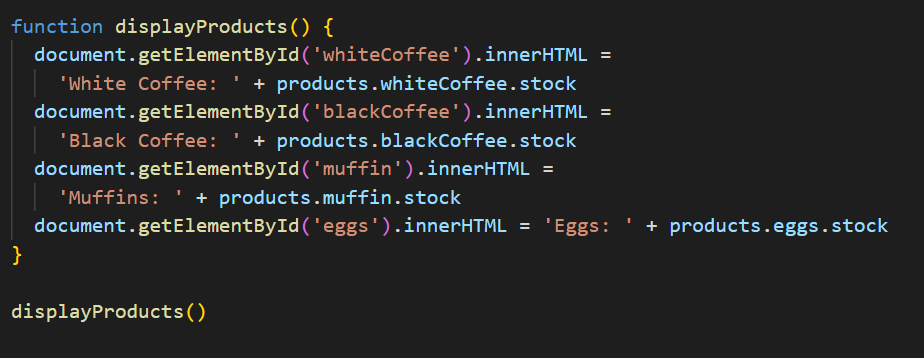 function displayProducts() {
  document.getElementById('whiteCoffee').innerHTML =
    'White Coffee: ' + products.whiteCoffee.stock
  document.getElementById('blackCoffee').innerHTML =
    'Black Coffee: ' + products.blackCoffee.stock
  document.getElementById('muffin').innerHTML =
    'Muffins: ' + products.muffin.stock
  document.getElementById('eggs').innerHTML = 'Eggs: ' + products.eggs.stock
}

displayProducts()